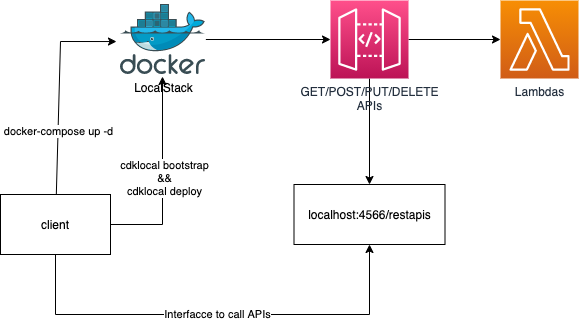 docker
LocalStack
GET/POST/PUT/DELETE
APIs
Lambdas
docker-compose up -d
cdklocal bootstrap
&&
cdklocal deploy
client
localhost:4566/restapis
Interfacce to call APIs